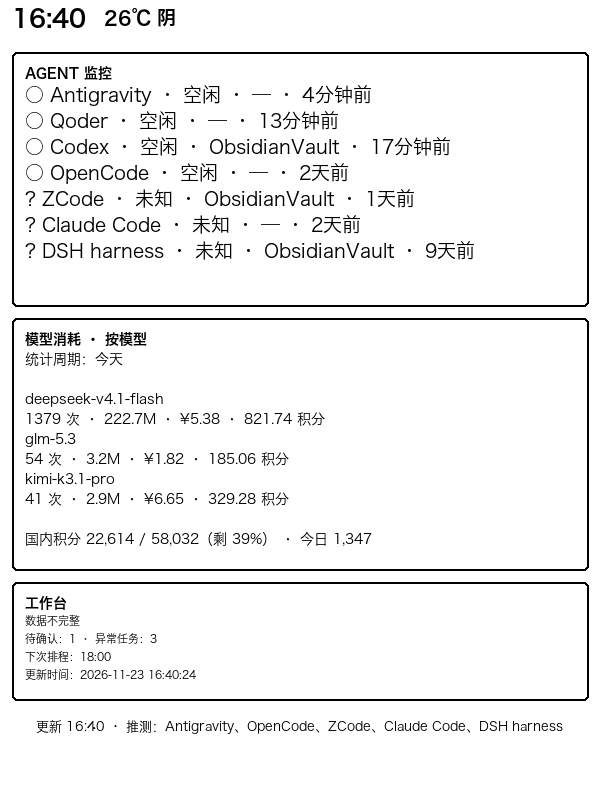 16:40 26℃ 阴
AGENT 监控
○ Antigravity · 空闲 · — · 4分钟前
○ Qoder · 空闲 · — · 13分钟前
○ Codex · 空闲 · ObsidianVault · 17分钟前
○ OpenCode · 空闲 · — · 2天前
? ZCode · 未知 · ObsidianVault · 1天前
? Claude Code · 未知 · — · 2天前
? DSH harness · 未知 · ObsidianVault · 9天前
模型消耗 · 按模型
统计周期：今天
deepseek-v4.1-flash
1379 次 · 222.7M · ¥5.38 · 821.74 积分
glm-5.3
54 次 · 3.2M · ¥1.82 · 185.06 积分
kimi-k3.1-pro
41 次 · 2.9M · ¥6.65 · 329.28 积分
国内积分 22,614 / 58,032（剩 39%） · 今日 1,347
工作台
数据不完整
待确认：1 · 异常任务：3
下次排程：18:00
更新时间：2026-11-23 16:40:24
更新 16:40 · 推测：Antigravity、OpenCode、ZCode、Claude Code、DSH harness